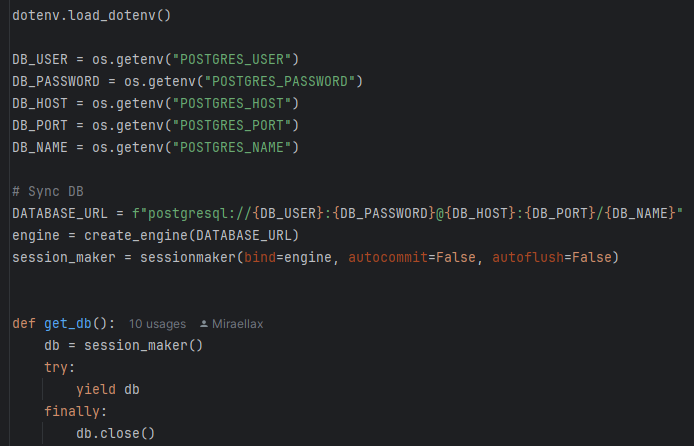 dotenv.load_dotenv()

DB_USER = os.getenv("POSTGRES_USER")
DB_PASSWORD = os.getenv("POSTGRES_PASSWORD")
DB_HOST = os.getenv("POSTGRES_HOST")
DB_PORT = os.getenv("POSTGRES_PORT")
DB_NAME = os.getenv("POSTGRES_NAME")

# Sync DB
DATABASE_URL = f"postgresql://{DB_USER}:{DB_PASSWORD}@{DB_HOST}:{DB_PORT}/{DB_NAME}"
engine = create_engine(DATABASE_URL)
session_maker = sessionmaker(bind=engine, autocommit=False, autoflush=False)


def get_db(): 10 usages Miraellax
    db = session_maker()
    try:
        yield db
    finally:
        db.close()